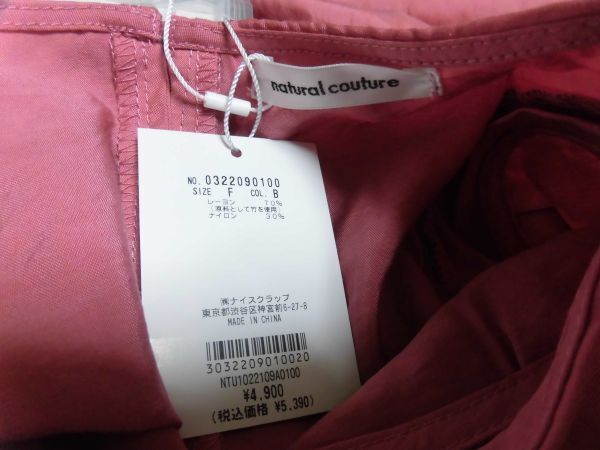 natural couture
NO. 0322090100
SIZE F COL. B
レーヨン 70%
(原料として竹を使用)
ナイロン 30%
㈱ナイスクラップ
東京都渋谷区神宮前6-27-8
MADE IN CHINA
3032209010020
NTU1022109A0100
¥4,900
(税込価格 ¥5,390)